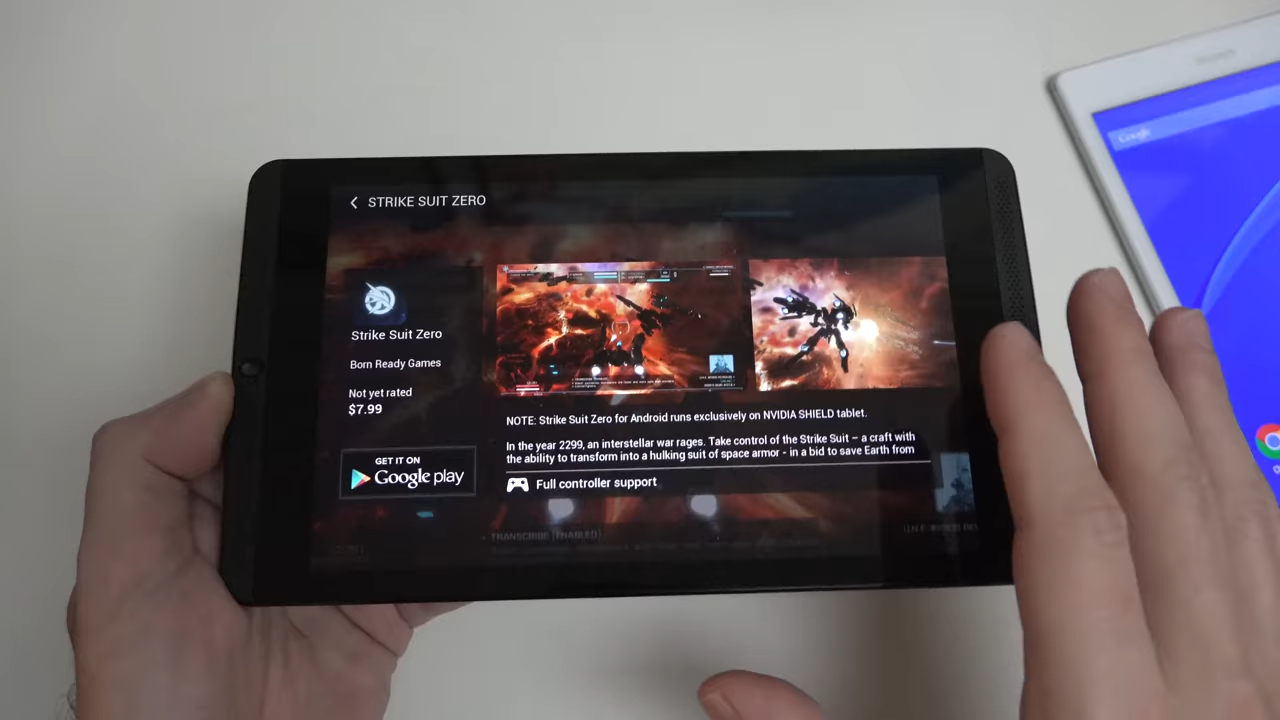 STRIKE SUIT ZERO
Strike Suit Zero
Born Ready Games
Not yet rated
$7.99
GET IT ON
Google play
NOTE: Strike Suit Zero for Android runs exclusively on NVIDIA SHIELD tablet.
In the year 2299, an interstellar war rages. Take control of the Strike Suit – a craft with
the ability to transform into a hulking suit of space armor - in a bid to save Earth from
Full controller support
TRANSCRIBE [ENABLED]
Google